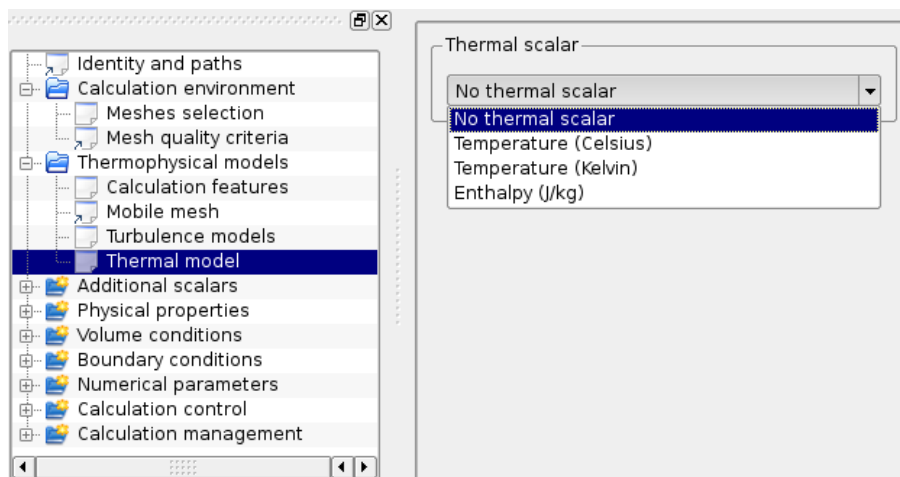 Identity and paths
Calculation environment
Meshes selection
Mesh quality criteria
Thermophysical models
Calculation features
Mobile mesh
Turbulence models
Thermal model
Additional scalars
Physical properties
Volume conditions
Boundary conditions
Numerical parameters
Calculation control
Calculation management
Thermal scalar
No thermal scalar
No thermal scalar
Temperature (Celsius)
Temperature (Kelvin)
Enthalpy (J/kg)